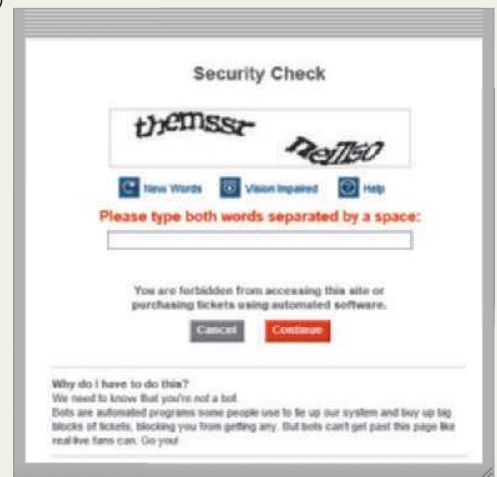 )
Security Check
themssr neilso
New Words Vision Impaired Help
Please type both words separated by a space:
You are forbidden from accessing this site or
purchasing tickets using automated software.
Cancel Continue
Why do I have to do this?
We need to know that you're not a bot.
Bots are automated programs some people use to tie up our system and buy up big
blocks of tickets, blocking you from getting any. But bots can't get past this page like
real-live fans can. Go you!